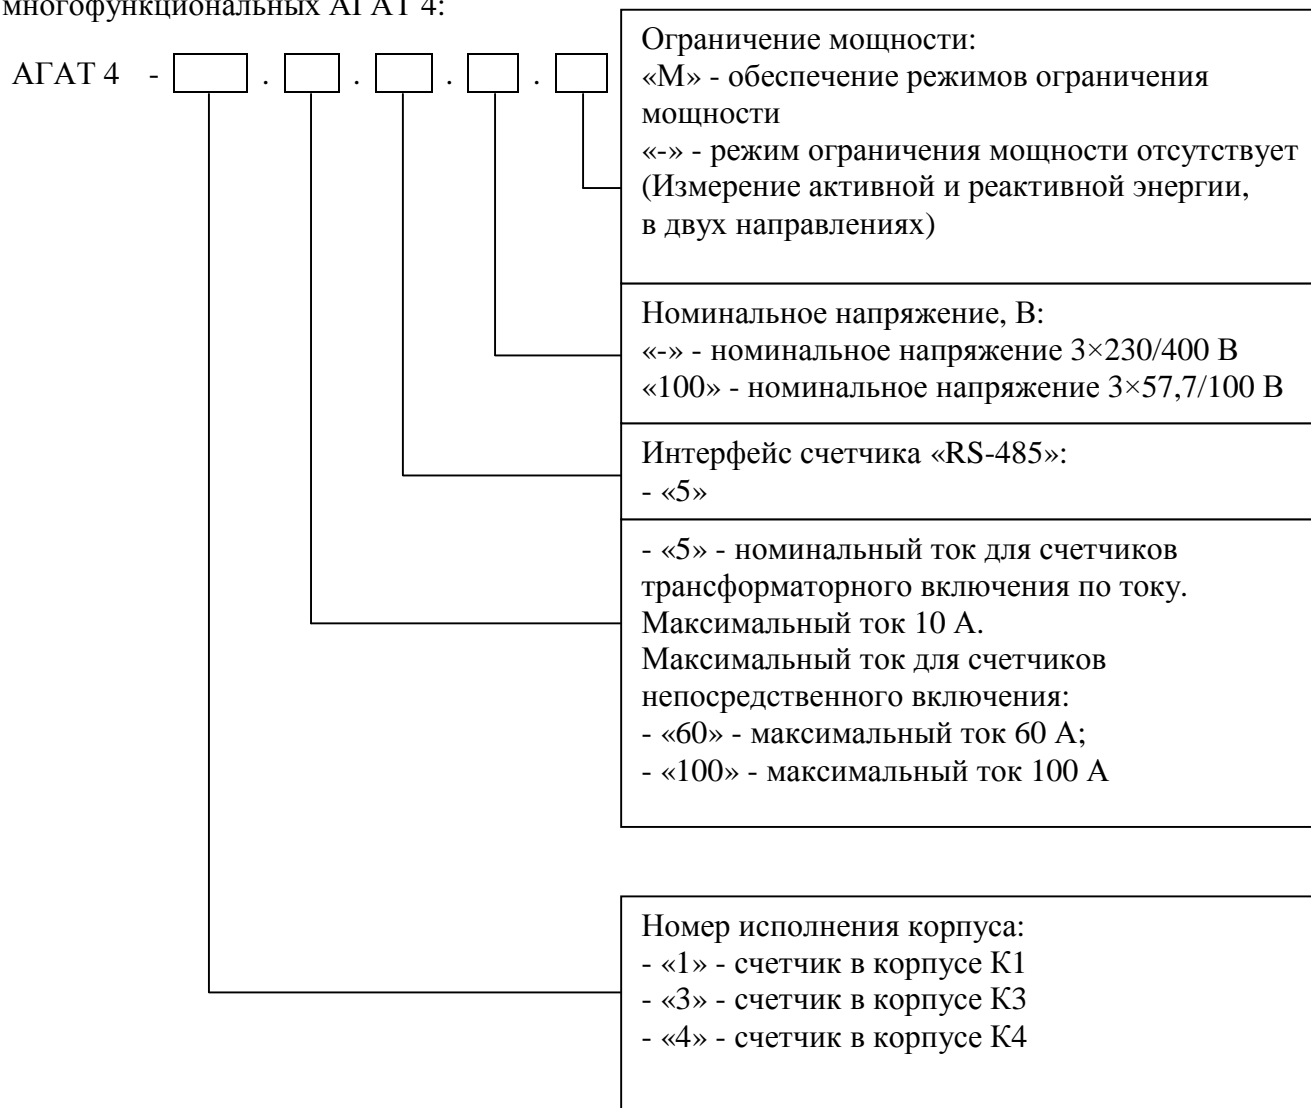 многофункциональных АГАТ 4:
АГАТ 4 - . . . .
Ограничение мощности:
«М» - обеспечение режимов ограничения
мощности
«-» - режим ограничения мощности отсутствует
(Измерение активной и реактивной энергии,
в двух направлениях)
Номинальное напряжение, В:
«-» - номинальное напряжение 3×230/400 В
«100» - номинальное напряжение 3×57,7/100 В
Интерфейс счетчика «RS-485»:
- «5»
- «5» - номинальный ток для счетчиков
трансформаторного включения по току.
Максимальный ток 10 А.
Максимальный ток для счетчиков
непосредственного включения:
- «60» - максимальный ток 60 А;
- «100» - максимальный ток 100 А
Номер исполнения корпуса:
- «1» - счетчик в корпусе К1
- «3» - счетчик в корпусе К3
- «4» - счетчик в корпусе К4